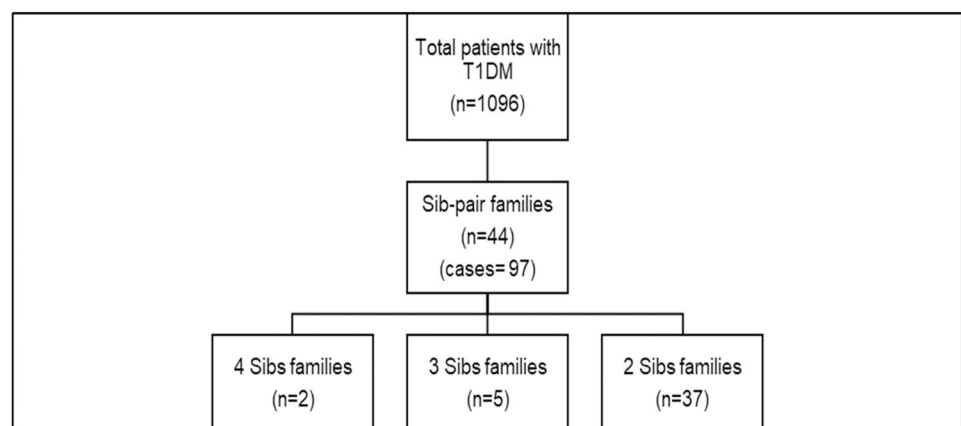 Total patients with
T1DM
(n=1096)
Sib-pair families
(n=44)
(cases= 97)
4 Sibs families
(n=2)
3 Sibs families
(n=5)
2 Sibs families
(n=37)